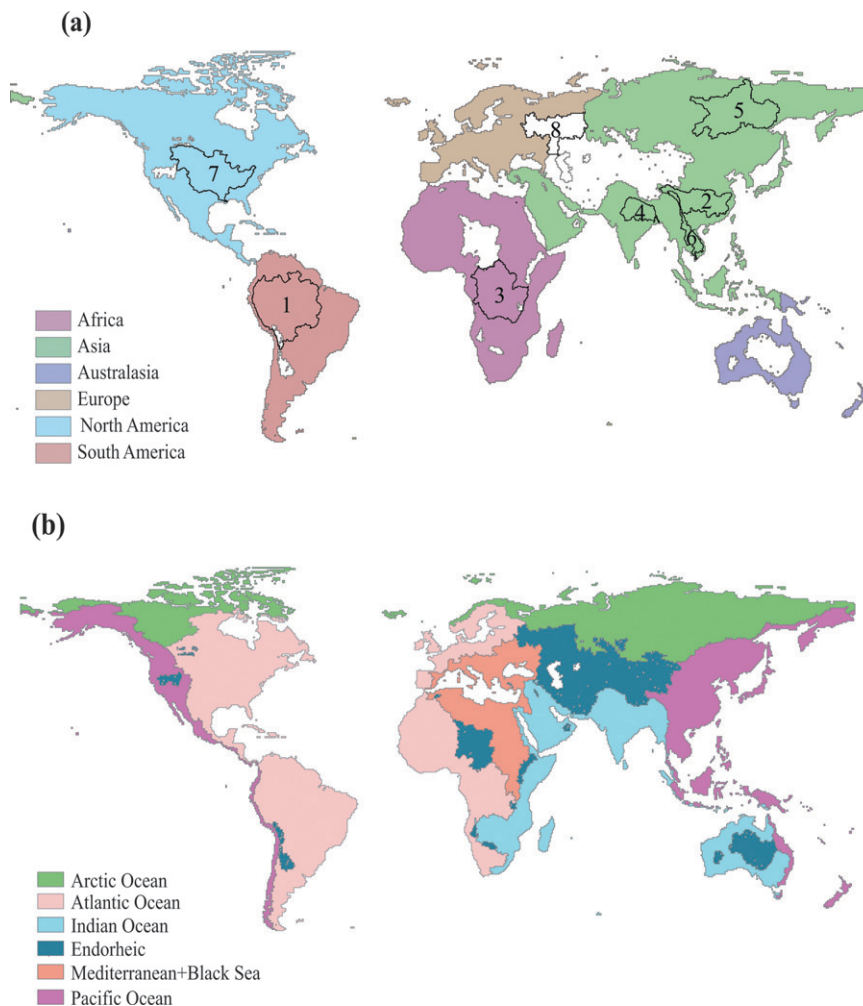 (a)
8
5
7
2
4
6
1
3
Africa
Asia
Australasia
Europe
North America
South America
(b)
Arctic Ocean
Atlantic Ocean
Indian Ocean
Endorheic
Mediterranean+Black Sea
Pacific Ocean